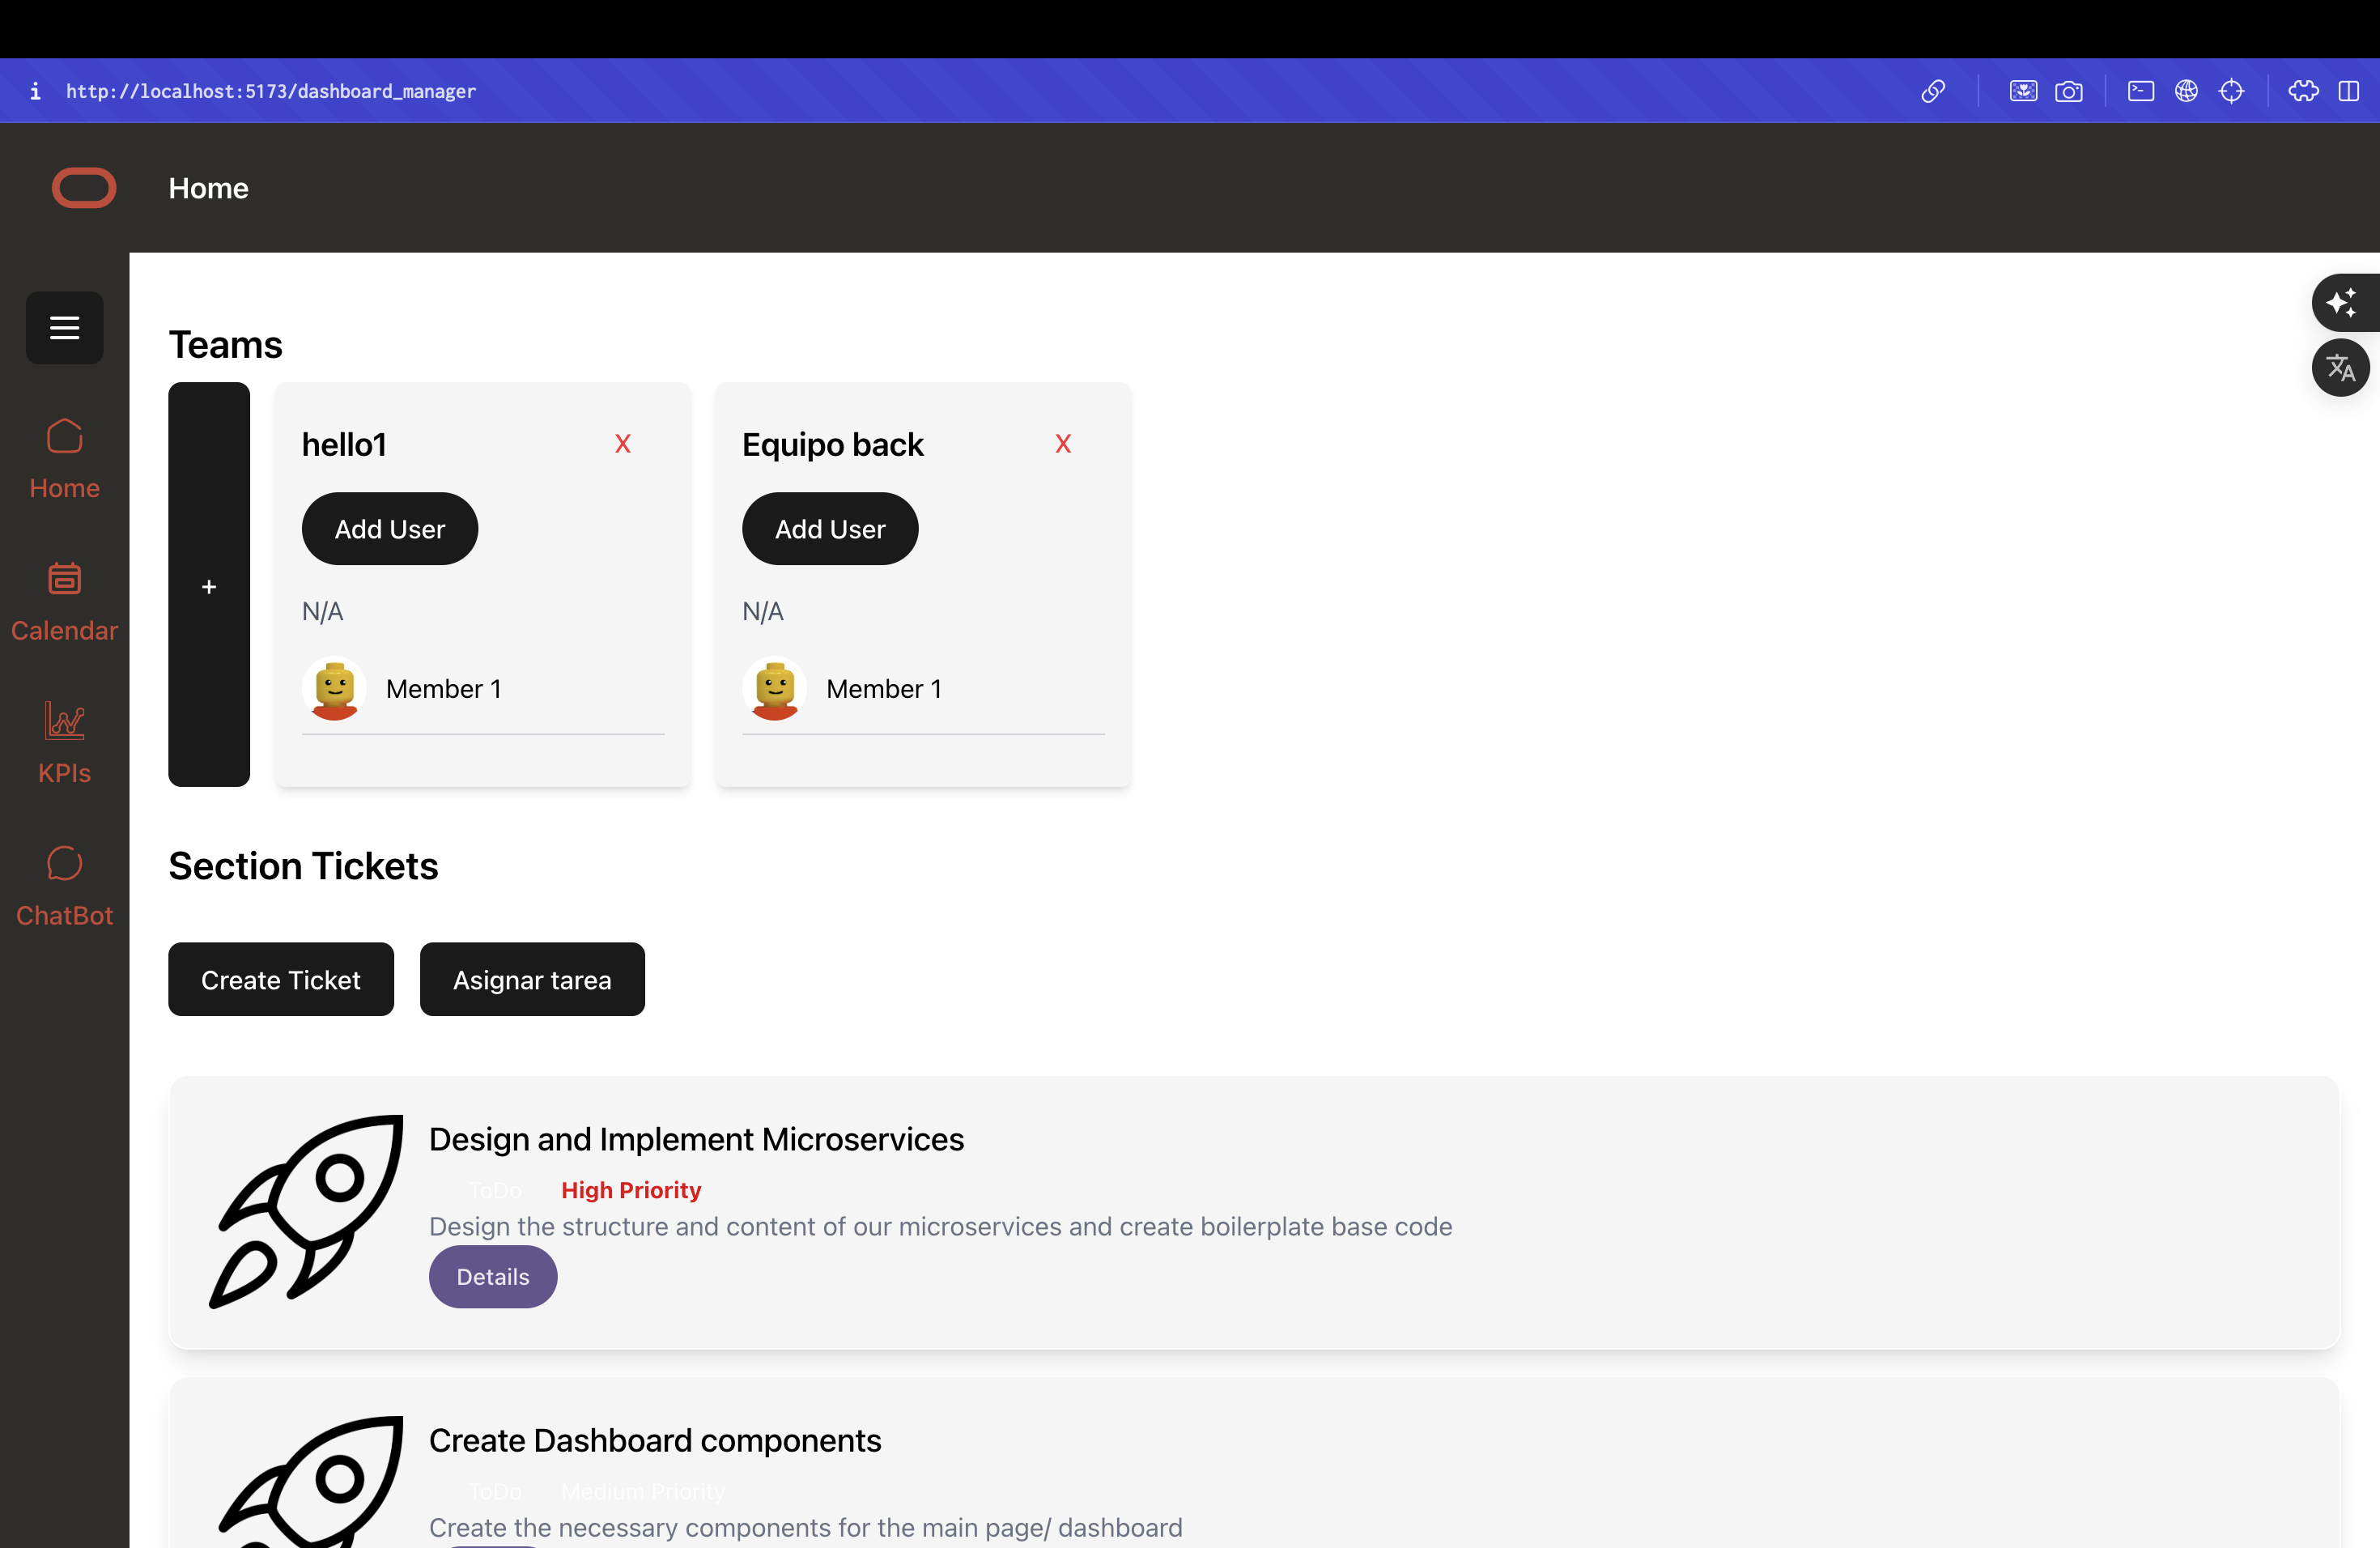 http://localhost:5173/dashboard_manager
Home
Home
Calendar
KPIs
ChatBot
Teams
+
hello1 X
Add User
N/A
Member 1
Equipo back X
Add User
N/A
Member 1
Section Tickets
Create Ticket Asignar tarea
Design and Implement Microservices
ToDo High Priority
Design the structure and content of our microservices and create boilerplate base code
Details
Create Dashboard components
ToDo Medium Priority
Create the necessary components for the main page/ dashboard